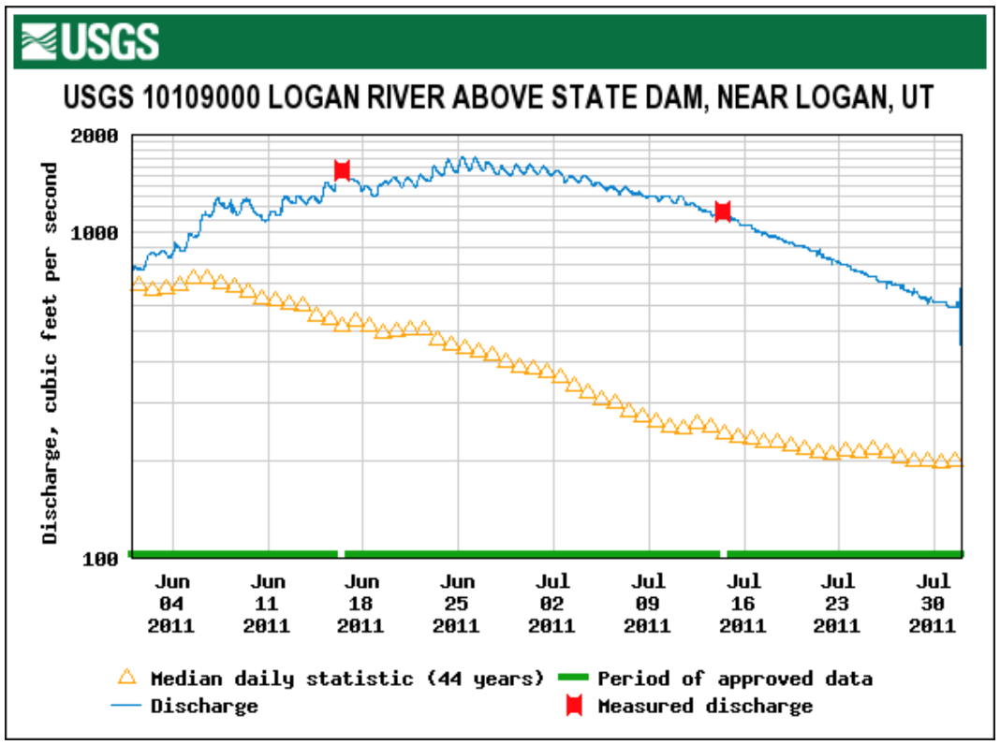 USGS
USGS 10109000 LOGAN RIVER ABOVE STATE DAM, NEAR LOGAN, UT
Discharge, cubic feet per second
2000
1000
100
Jun 04 2011
Jun 11 2011
Jun 18 2011
Jun 25 2011
Jul 02 2011
Jul 09 2011
Jul 16 2011
Jul 23 2011
Jul 30 2011
Median daily statistic (44 years)
Period of approved data
Discharge
Measured discharge